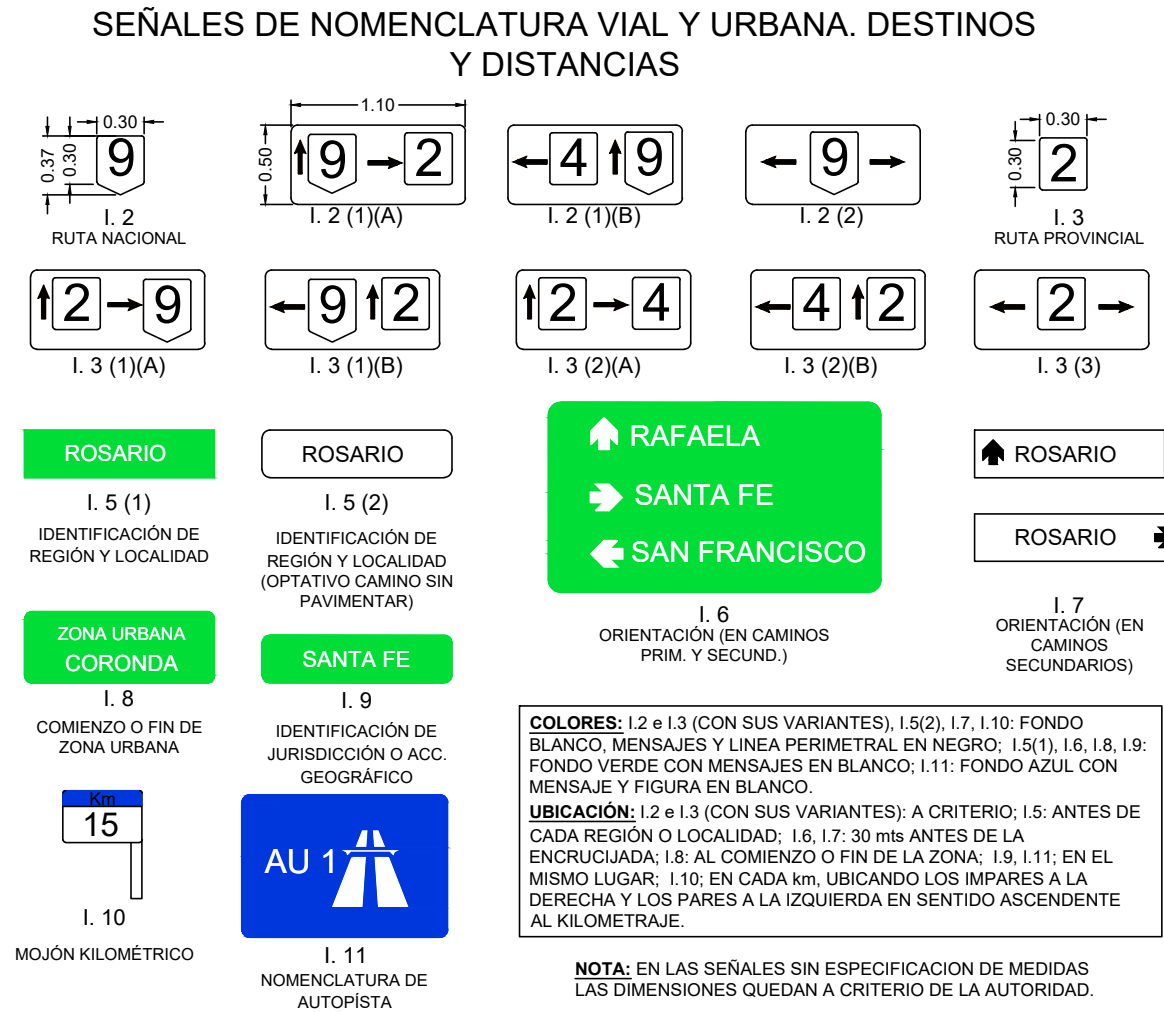 SEÑALES DE NOMENCLATURA VIAL Y URBANA. DESTINOS
Y DISTANCIAS
0.30
0.37
0.30
9
I. 2
RUTA NACIONAL
1.10
0.50
9
2
I. 2 (1)(A)
4
9
I. 2 (1)(B)
9
I. 2 (2)
0.30
0.30
2
I. 3
RUTA PROVINCIAL
2
9
I. 3 (1)(A)
9
2
I. 3 (1)(B)
2
4
I. 3 (2)(A)
4
2
I. 3 (2)(B)
2
I. 3 (3)
ROSARIO
I. 5 (1)
IDENTIFICACIÓN DE
REGIÓN Y LOCALIDAD
ROSARIO
I. 5 (2)
IDENTIFICACIÓN DE
REGIÓN Y LOCALIDAD
(OPTATIVO CAMINO SIN
PAVIMENTAR)
RAFAELA
SANTA FE
SAN FRANCISCO
I. 6
ORIENTACIÓN (EN CAMINOS
PRIM. Y SECUND.)
ROSARIO
ROSARIO
I. 7
ORIENTACIÓN (EN
CAMINOS
SECUNDARIOS)
ZONA URBANA
CORONDA
I. 8
COMIENZO O FIN DE
ZONA URBANA
SANTA FE
I. 9
IDENTIFICACIÓN DE
JURISDICCIÓN O ACC.
GEOGRÁFICO
Km
15
I. 10
MOJÓN KILOMÉTRICO
AU 1
I. 11
NOMENCLATURA DE
AUTOPÍSTA
COLORES: I.2 e I.3 (CON SUS VARIANTES), I.5(2), I.7, I.10: FONDO
BLANCO, MENSAJES Y LINEA PERIMETRAL EN NEGRO; I.5(1), I.6, I.8, I.9:
FONDO VERDE CON MENSAJES EN BLANCO; I.11: FONDO AZUL CON
MENSAJE Y FIGURA EN BLANCO.
UBICACIÓN: I.2 e I.3 (CON SUS VARIANTES): A CRITERIO; I.5: ANTES DE
CADA REGIÓN O LOCALIDAD; I.6, I.7: 30 mts ANTES DE LA
ENCRUCIJADA; I.8: AL COMIENZO O FIN DE LA ZONA; I.9, I.11; EN EL
MISMO LUGAR; I.10; EN CADA km, UBICANDO LOS IMPARES A LA
DERECHA Y LOS PARES A LA IZQUIERDA EN SENTIDO ASCENDENTE
AL KILOMETRAJE.
NOTA: EN LAS SEÑALES SIN ESPECIFICACION DE MEDIDAS
LAS DIMENSIONES QUEDAN A CRITERIO DE LA AUTORIDAD.